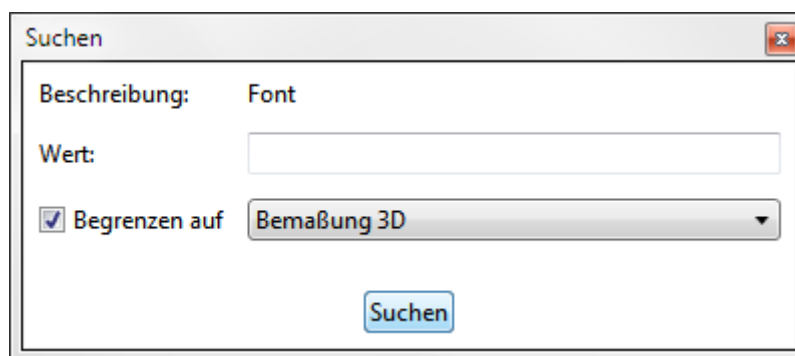 Suchen
Beschreibung: Font
Wert:
Begrenzen auf Bemaßung 3D
Suchen